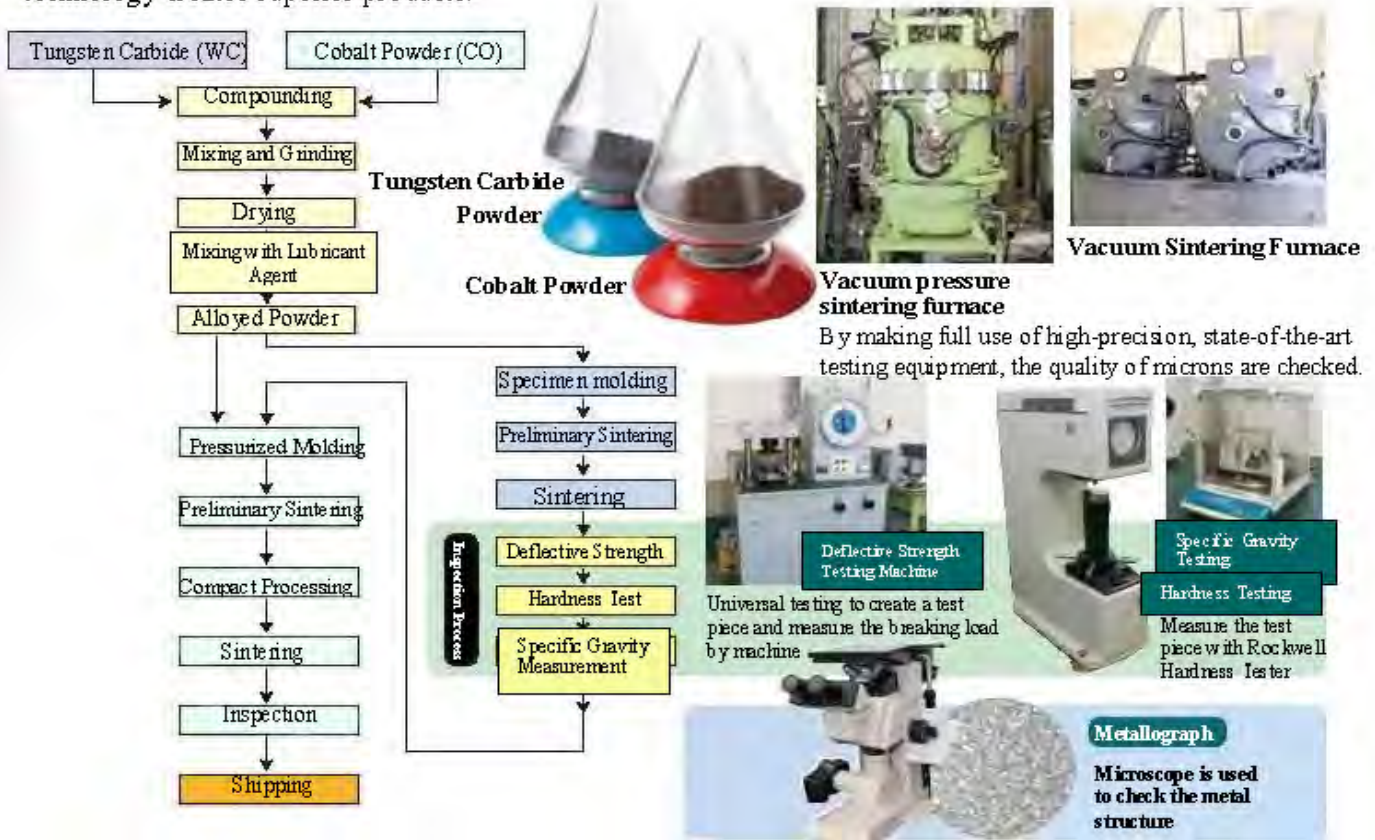 Tungsten Carbide (WC)
Cobalt Powder (CO)
Compounding
Mixing and Grinding
Drying
Mixing with Lubricant
Agent
Alloyed Powder
Pressurized Molding
Preliminary Sintering
Compact Processing
Sintering
Inspection
Shipping
Specimen molding
Preliminary Sintering
Sintering
Inspection Process
Deflective Strength
Hardness Test
Specific Gravity
Measurement
Tungsten Carbide
Powder
Cobalt Powder
Vacuum pressure
sintering furnace
Vacuum Sintering Furnace
By making full use of high-precision, state-of-the-art
testing equipment, the quality of microns are checked.
Deflective Strength
Testing Machine
Universal testing to create a test
piece and measure the breaking load
by machine
Specific Gravity
Testing
Hardness Testing
Measure the test
piece with Rockwell
Hardness Tester
Metallograph
Microscope is used
to check the metal
structure